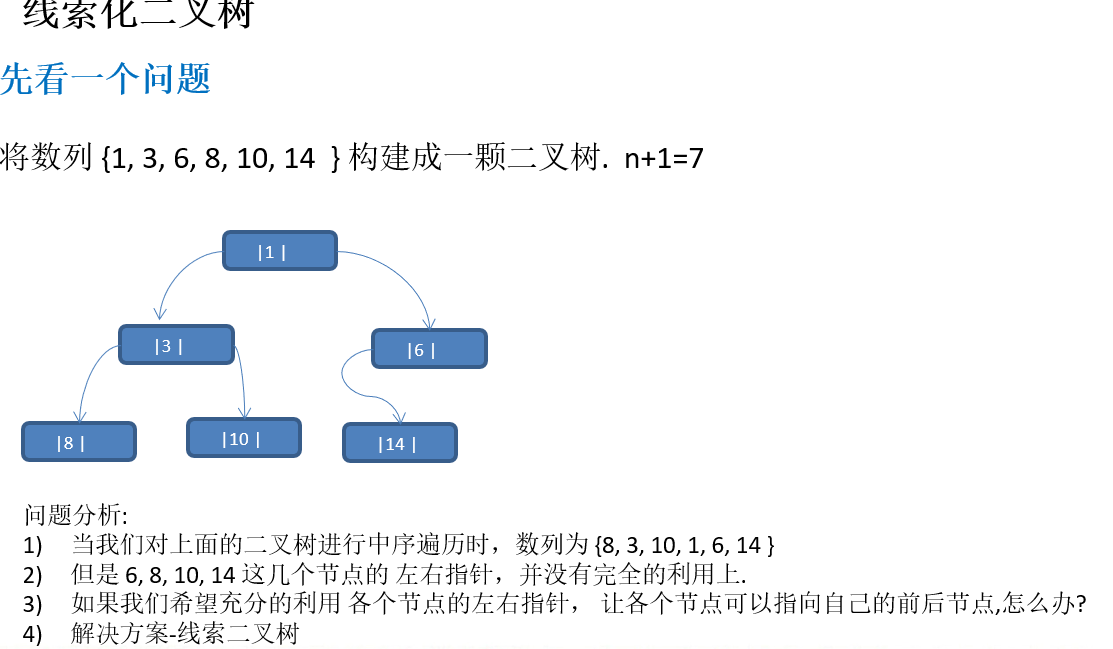 线索化二叉树
先看一个问题
将数列 {1, 3, 6, 8, 10, 14 } 构建成一颗二叉树. n+1=7
|1 |
|3 |
|6 |
|8 |
|10 |
|14 |
问题分析:
1) 当我们对上面的二叉树进行中序遍历时，数列为 {8, 3, 10, 1, 6, 14 }
2) 但是 6, 8, 10, 14 这几个节点的 左右指针，并没有完全的利用上.
3) 如果我们希望充分的利用 各个节点的左右指针， 让各个节点可以指向自己的前后节点,怎么办?
4) 解决方案-线索二叉树